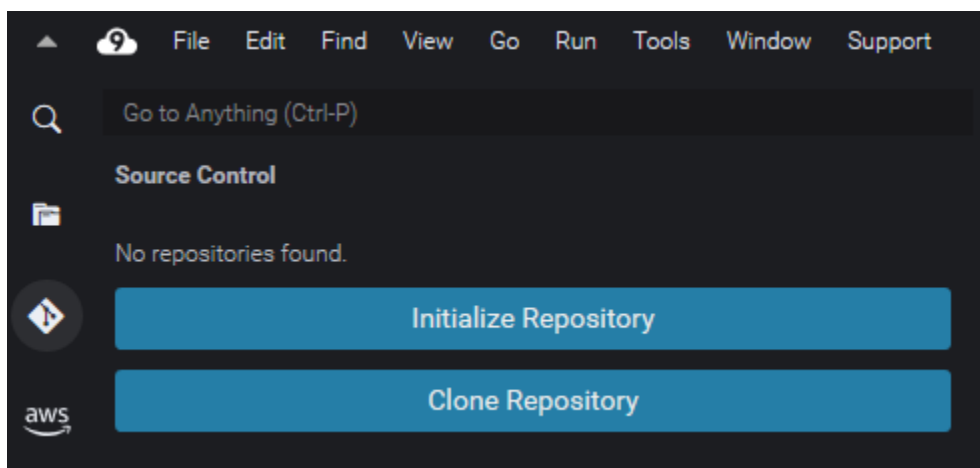 9 File Edit Find View Go Run Tools Window Support
Go to Anything (Ctrl-P)
Source Control
No repositories found.
Initialize Repository
Clone Repository
aws